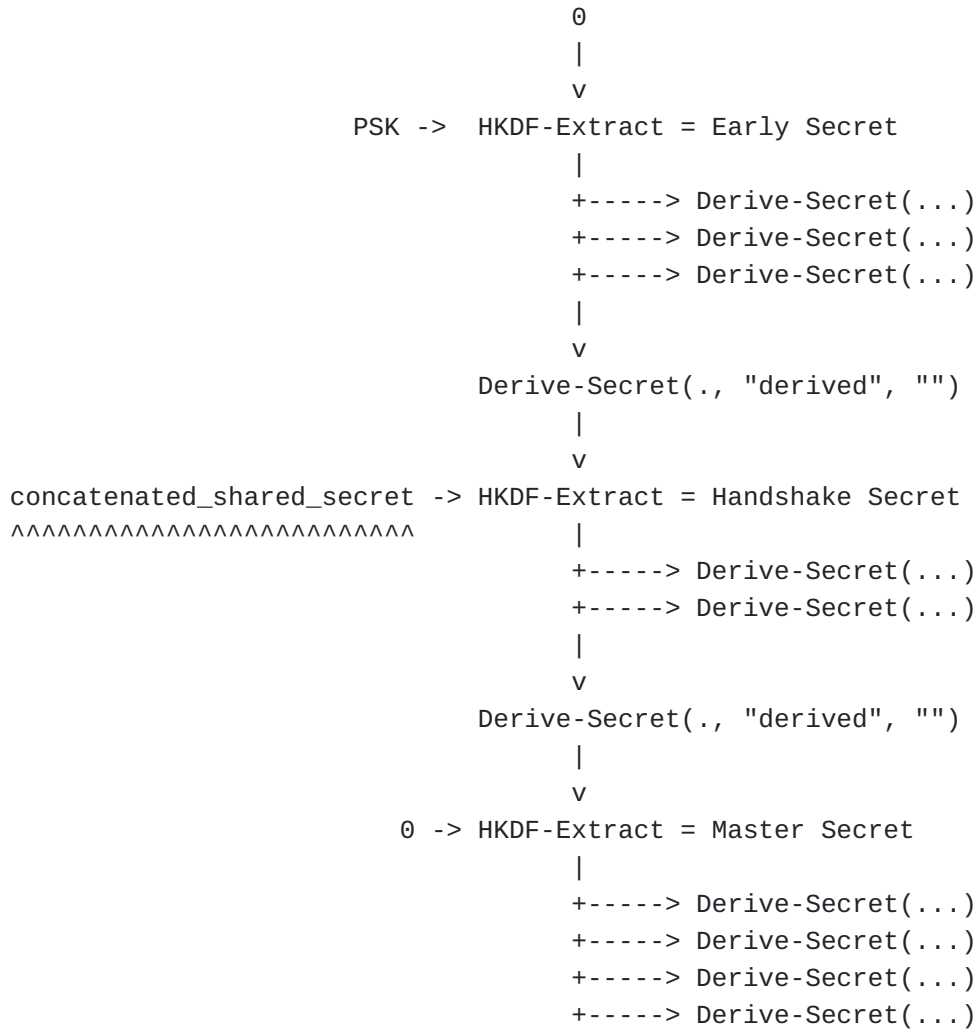 0
                                    |
                                    v
                      PSK ->  HKDF-Extract = Early Secret
                                    |
                                    +-----> Derive-Secret(...)
                                    +-----> Derive-Secret(...)
                                    +-----> Derive-Secret(...)
                                    |
                                    v
                              Derive-Secret(., "derived", "")
                                    |
                                    v
concatenated_shared_secret -> HKDF-Extract = Handshake Secret
^^^^^^^^^^^^^^^^^^^^^^^^^^          |
                                    +-----> Derive-Secret(...)
                                    +-----> Derive-Secret(...)
                                    |
                                    v
                              Derive-Secret(., "derived", "")
                                    |
                                    v
                         0 -> HKDF-Extract = Master Secret
                                    |
                                    +-----> Derive-Secret(...)
                                    +-----> Derive-Secret(...)
                                    +-----> Derive-Secret(...)
                                    +-----> Derive-Secret(...)